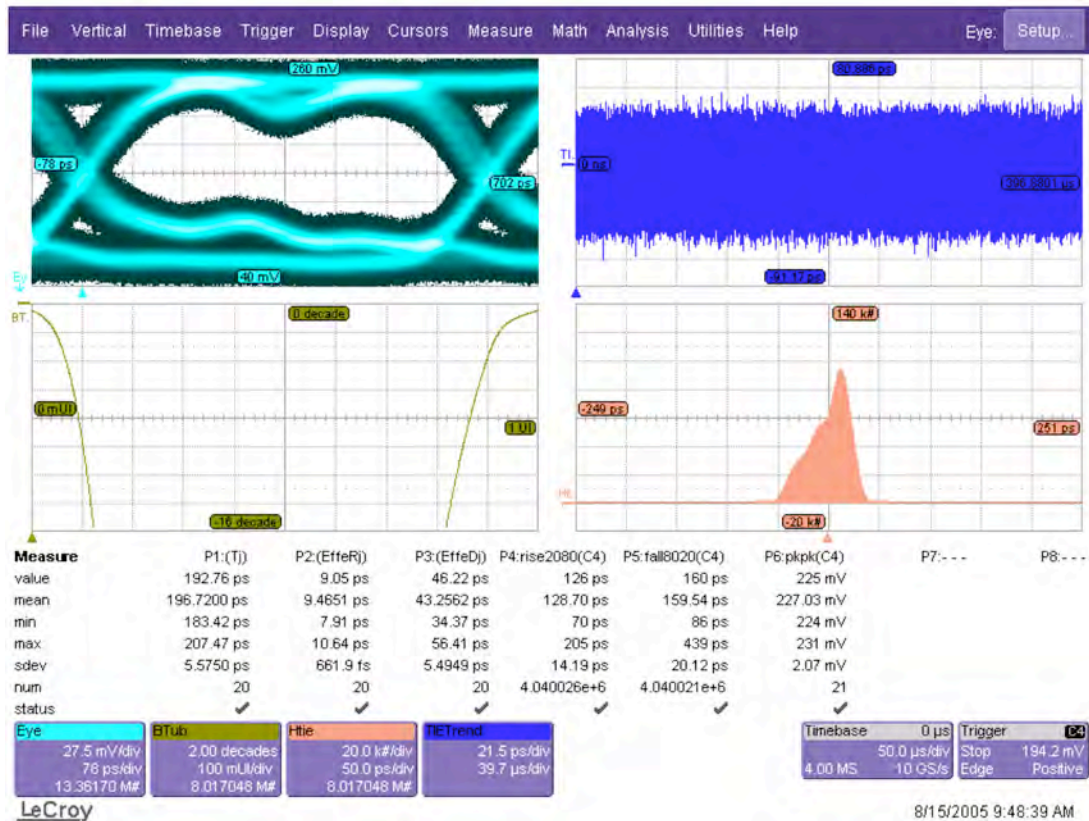 File Vertical Timebase Trigger Display Cursors Measure Math Analysis Utilities Help Eye: Setup...
260 mV
-78 ps
702 ps
40 mV
TI..
0 ns
-91.17 ps
BT..
0 decade
0 mUI
1 UI
-16 decade
140 k#
-249 ps
251 ps
-20 k#
Measure P1:(Tj) P2:(EffeRj) P3:(EffeDj) P4:rise2080(C4) P5:fall8020(C4) P6:pkpk(C4) P7:--- P8:---
value 192.76 ps 9.05 ps 46.22 ps 126 ps 160 ps 225 mV
mean 196.7200 ps 9.4651 ps 43.2562 ps 128.70 ps 159.54 ps 227.03 mV
min 183.42 ps 7.91 ps 34.37 ps 70 ps 86 ps 224 mV
max 207.47 ps 10.64 ps 56.41 ps 205 ps 439 ps 231 mV
sdev 5.5750 ps 661.9 fs 5.4949 ps 14.19 ps 20.12 ps 2.07 mV
num 20 20 20 4.040026e+6 4.040021e+6 21
status ✓ ✓ ✓ ✓ ✓ ✓
Eye BTub Htie TIETrend Timebase 0 µs Trigger C4
27.5 mV/div 2.00 decades 20.0 k#/div 21.5 ps/div 50.0 µs/div Stop 194.2 mV
78 ps/div 100 mUI/div 50.0 ps/div 39.7 µs/div 4.00 MS 10 GS/s Edge Positive
13.36170 M# 8.017048 M# 8.017048 M#
LeCroy 8/15/2005 9:48:39 AM